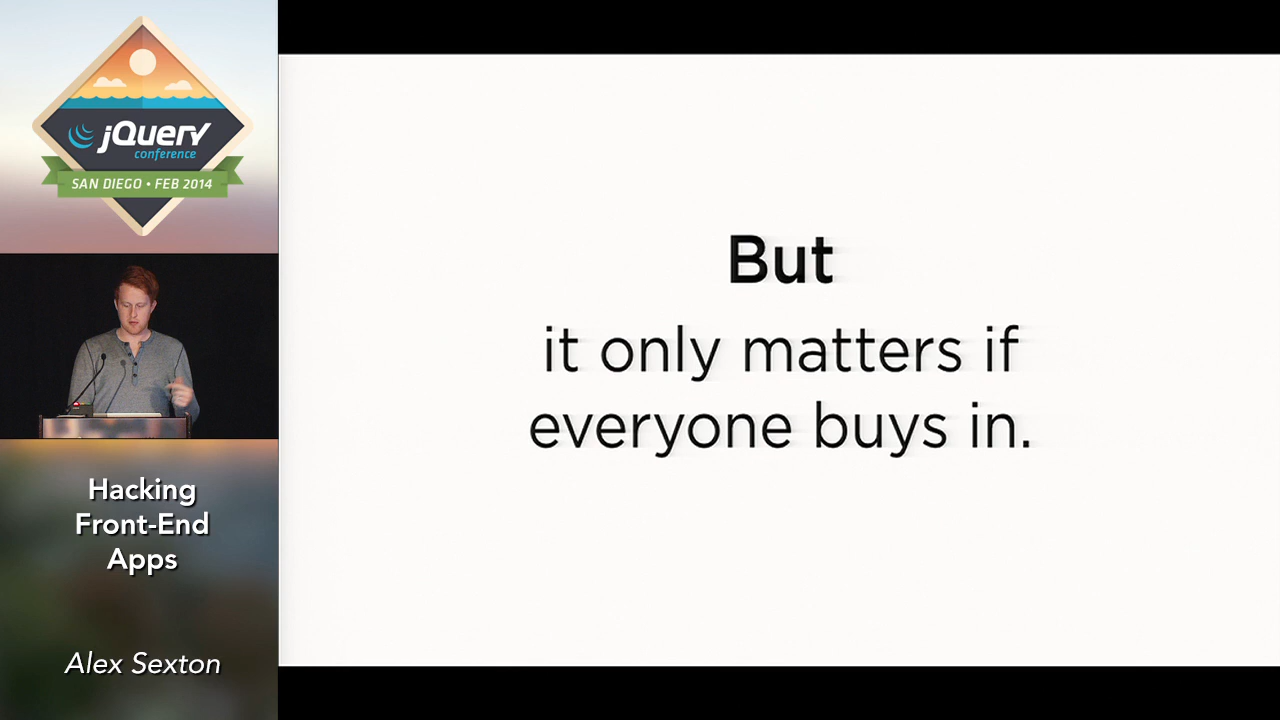 jQuery
conference
SAN DIEGO • FEB 2014
Hacking
Front-End
Apps
Alex Sexton
But
it only matters if
everyone buys in.